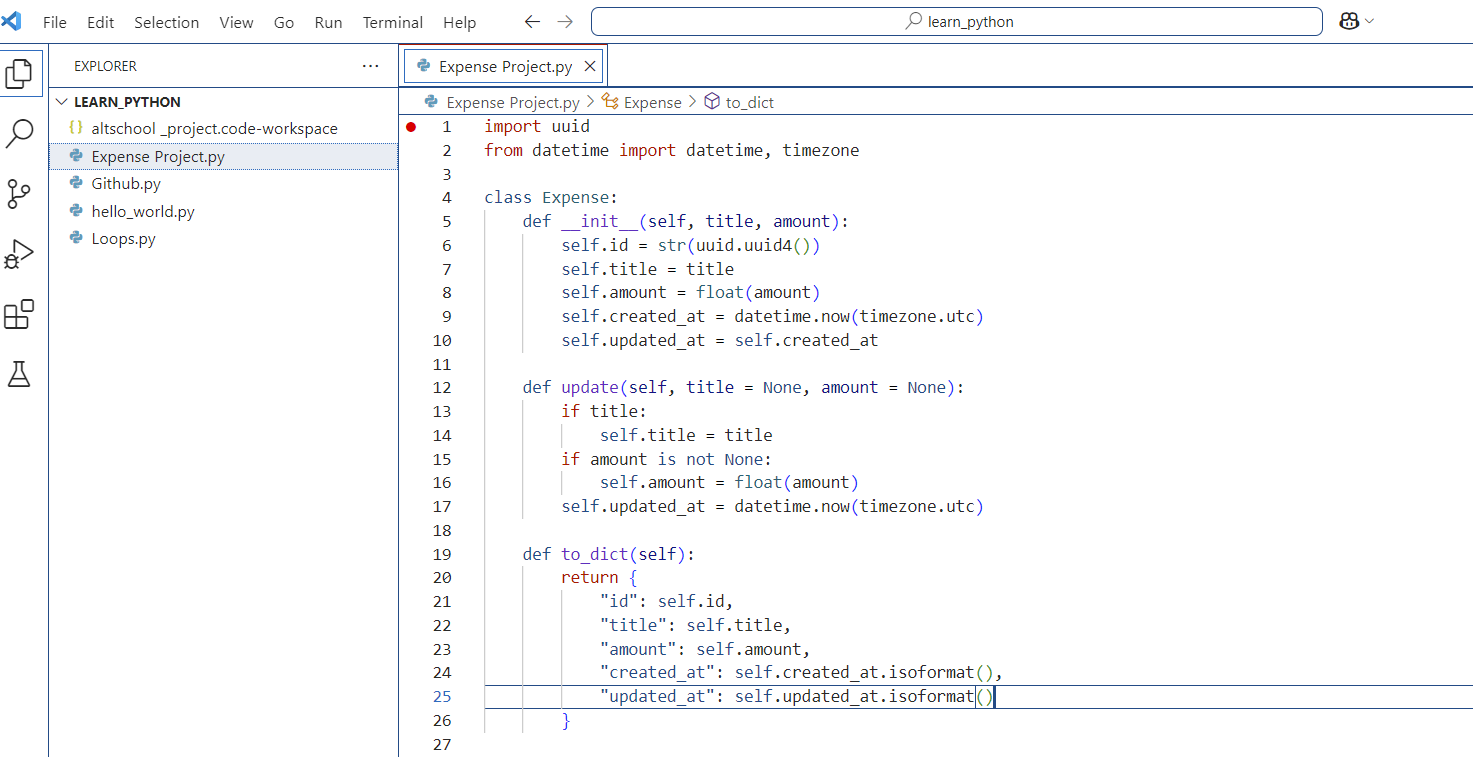 File Edit Selection View Go Run Terminal Help
learn_python
EXPLORER
LEARN_PYTHON
altschool _project.code-workspace
Expense Project.py
Github.py
hello_world.py
Loops.py
Expense Project.py
Expense Project.py > Expense > to_dict
1 import uuid
2 from datetime import datetime, timezone
3
4 class Expense:
5     def __init__(self, title, amount):
6         self.id = str(uuid.uuid4())
7         self.title = title
8         self.amount = float(amount)
9         self.created_at = datetime.now(timezone.utc)
10         self.updated_at = self.created_at
11
12     def update(self, title = None, amount = None):
13         if title:
14             self.title = title
15         if amount is not None:
16             self.amount = float(amount)
17         self.updated_at = datetime.now(timezone.utc)
18
19     def to_dict(self):
20         return {
21             "id": self.id,
22             "title": self.title,
23             "amount": self.amount,
24             "created_at": self.created_at.isoformat(),
25             "updated_at": self.updated_at.isoformat()
26         }
27